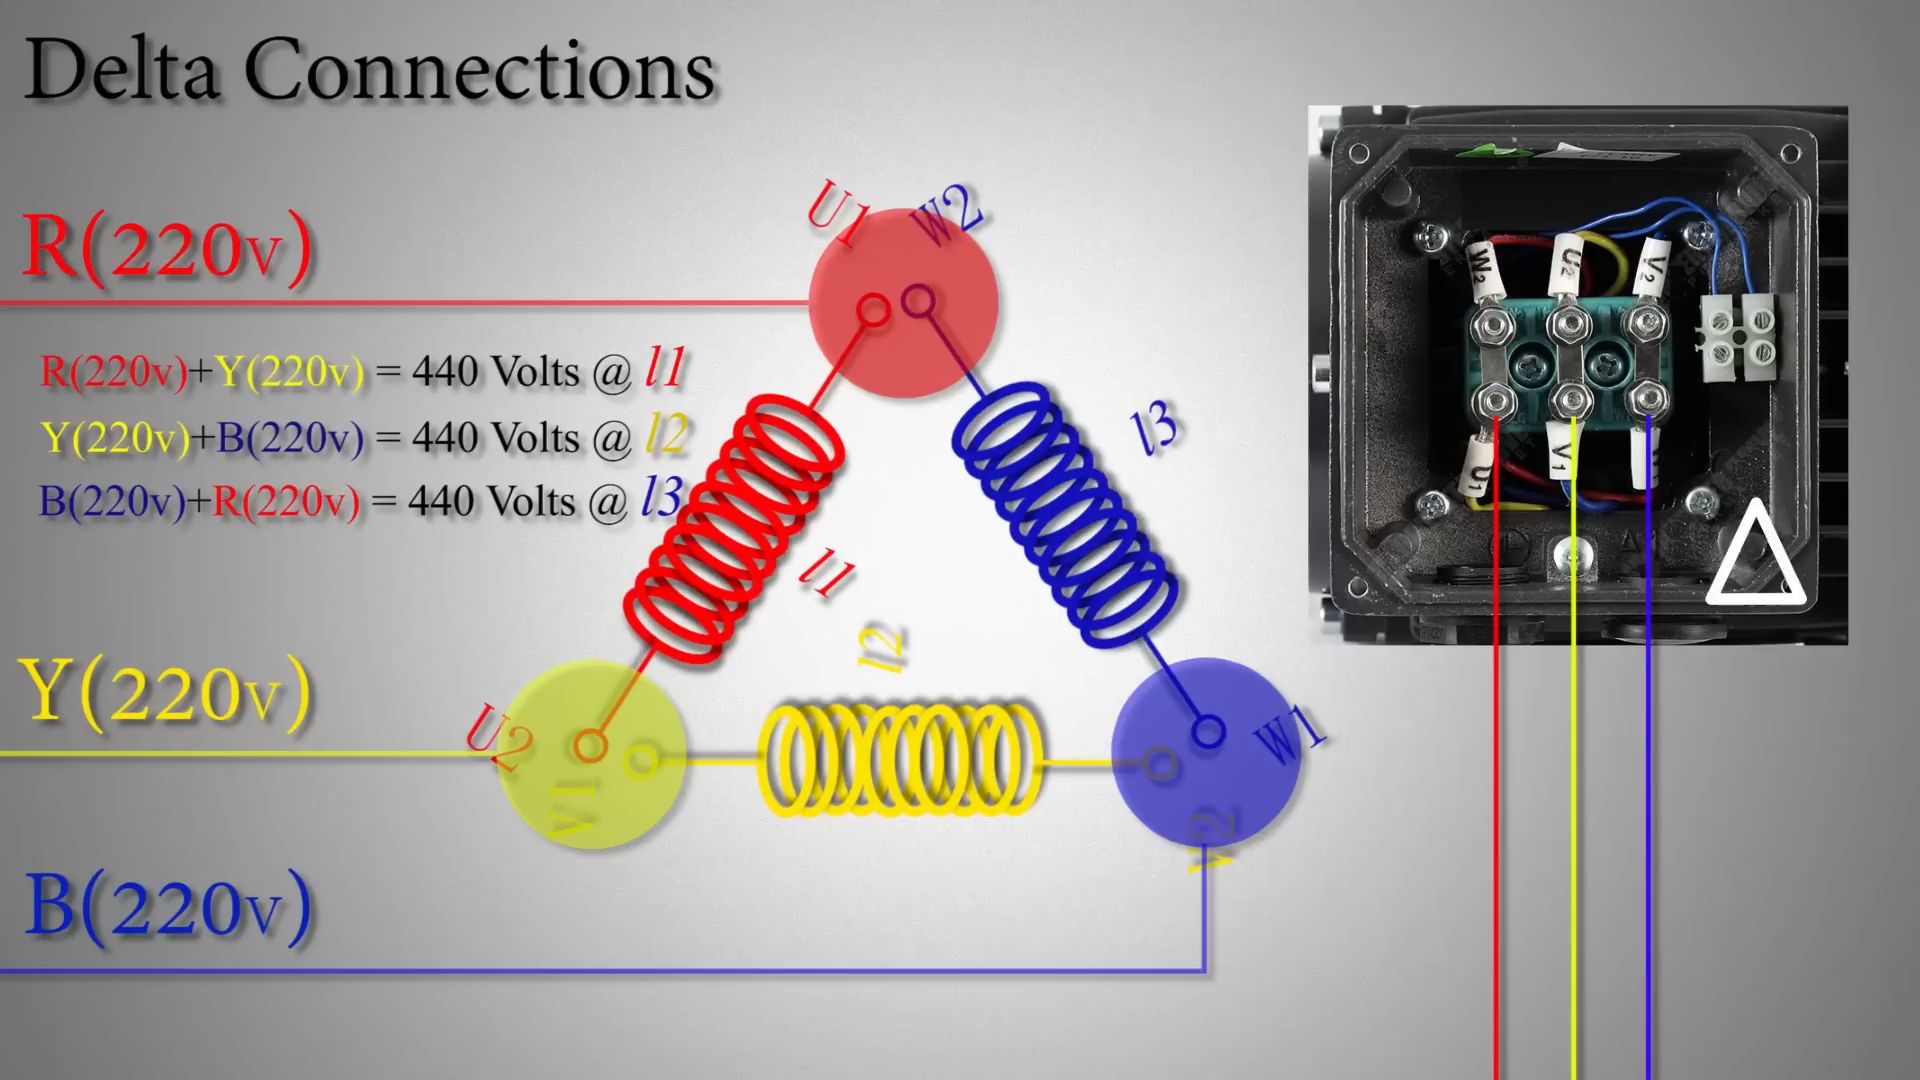 Delta Connections
R(220v)
R(220v)+Y(220v) = 440 Volts @ l1
Y(220v)+B(220v) = 440 Volts @ l2
B(220v)+R(220v) = 440 Volts @ l3
Y(220v)
B(220v)
U1
W2
l1
l3
l2
U2
V1
W1
V2
W2
U2
V2
U1
V1